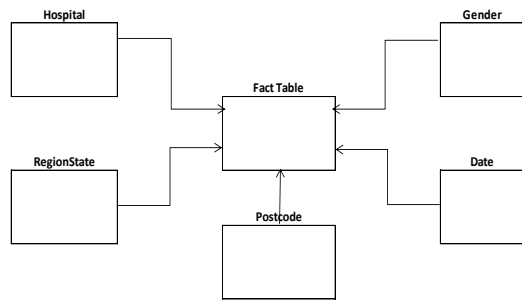 Hospital
Gender
Fact Table
RegionState
Date
Postcode